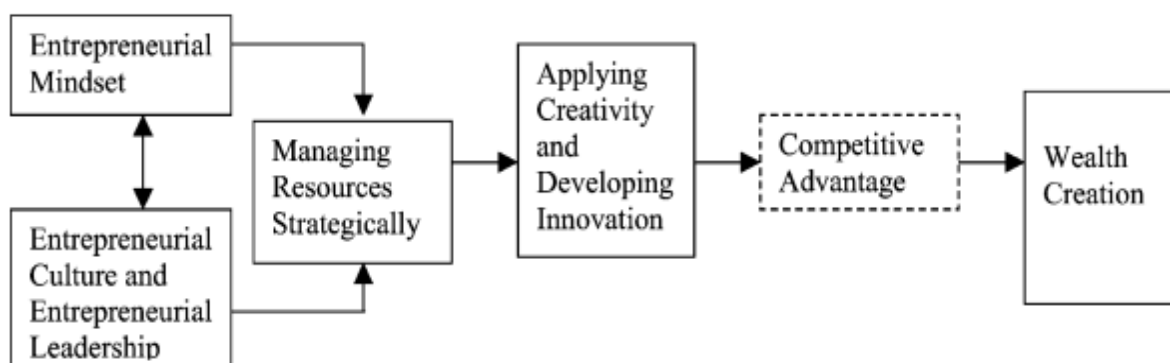 Entrepreneurial
Mindset
Entrepreneurial
Culture and
Entrepreneurial
Leadership
Managing
Resources
Strategically
Applying
Creativity
and
Developing
Innovation
Competitive
Advantage
Wealth
Creation